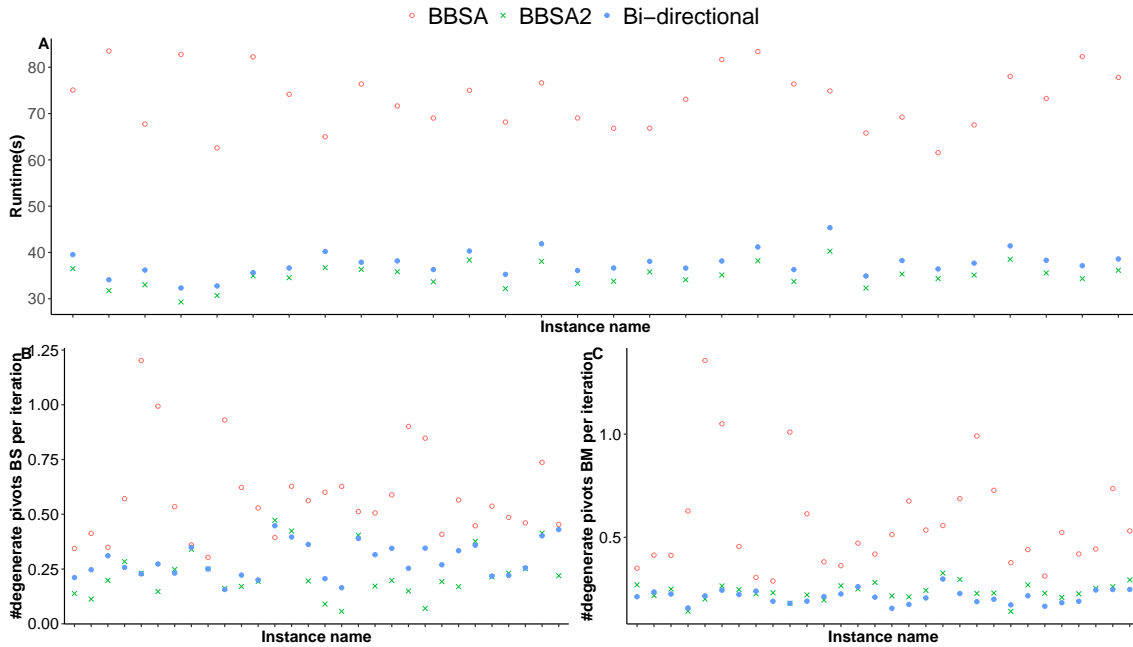 BBSA BBSA2 Bi−directional
A
Runtime(s)
80
70
60
50
40
30
Instance name
B
#degenerate pivots BS per iteration
1.25
1.00
0.75
0.50
0.25
0.00
Instance name
C
#degenerate pivots BM per iteration
1.0
0.5
Instance name